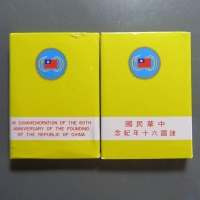 IN COMMEMORATION OF THE 60TH
ANNIVERSARY OF THE FOUNDING
OF THE REPUBLIC OF CHINA
中華民國
建國六十年紀念